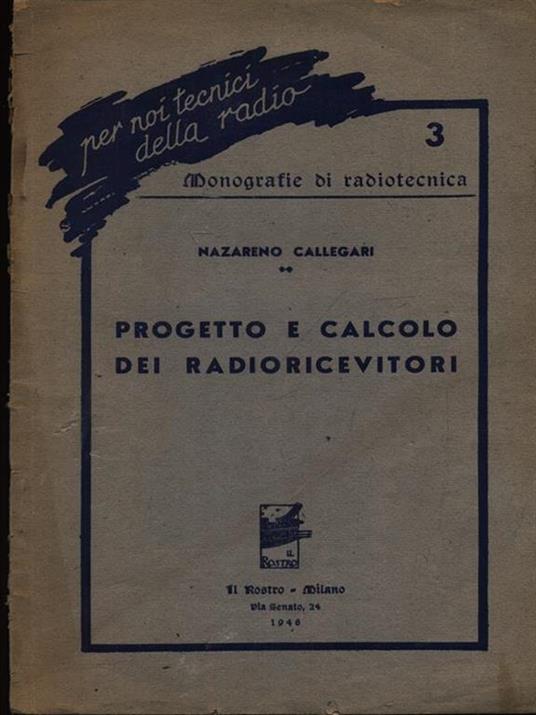 per noi tecnici
della radio
3
Monografie di radiotecnica
NAZARENO CALLEGARI
PROGETTO E CALCOLO
DEI RADIORICEVITORI
IL
ROSTRO
Il Rostro - Milano
Via Senato, 24
1946